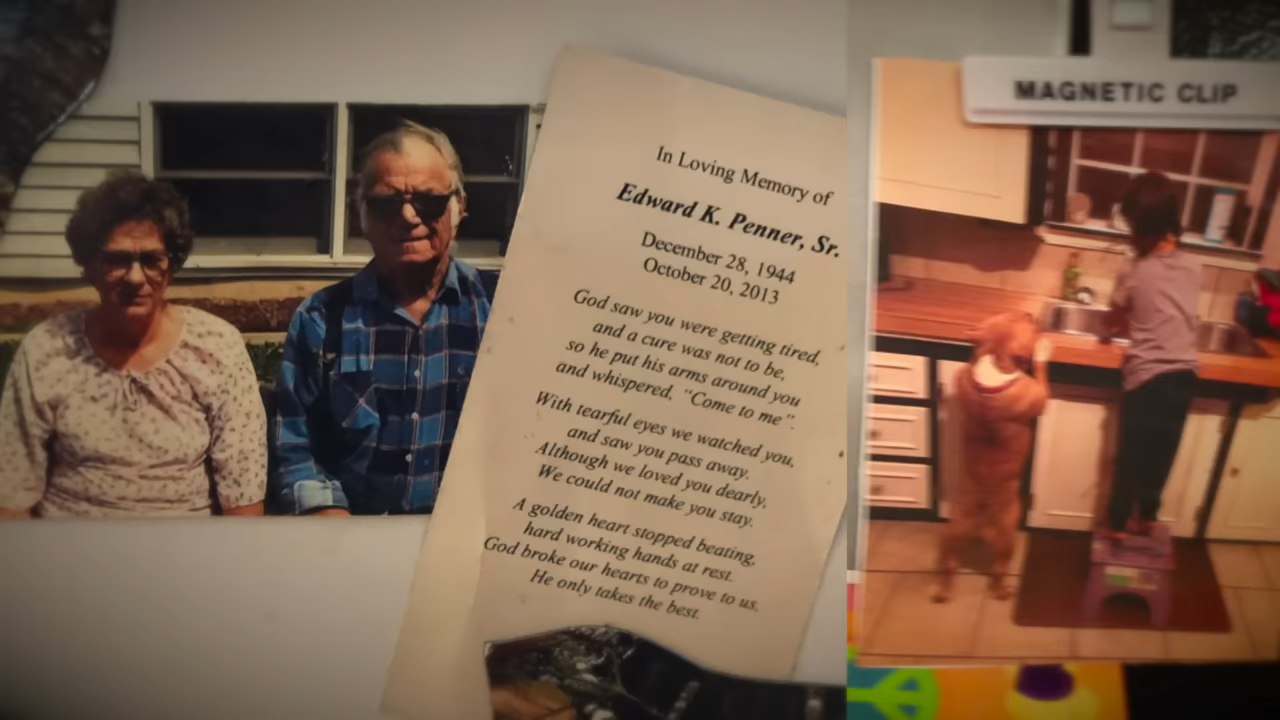 In Loving Memory of
Edward K. Penner, Sr.
December 28, 1944
October 20, 2013
God saw you were getting tired,
and a cure was not to be,
so he put his arms around you
and whispered, "Come to me".
With tearful eyes we watched you,
and saw you pass away.
Although we loved you dearly,
We could not make you stay.
A golden heart stopped beating,
hard working hands at rest.
God broke our hearts to prove to us.
He only takes the best.
MAGNETIC CLIP